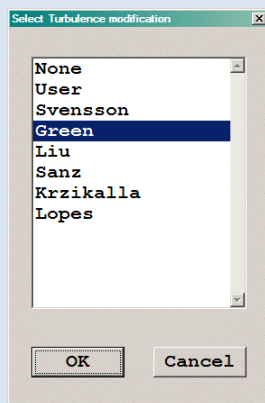 Select Turbulence modification
None
User
Svensson
Green
Liu
Sanz
Krzikalla
Lopes
OK Cancel